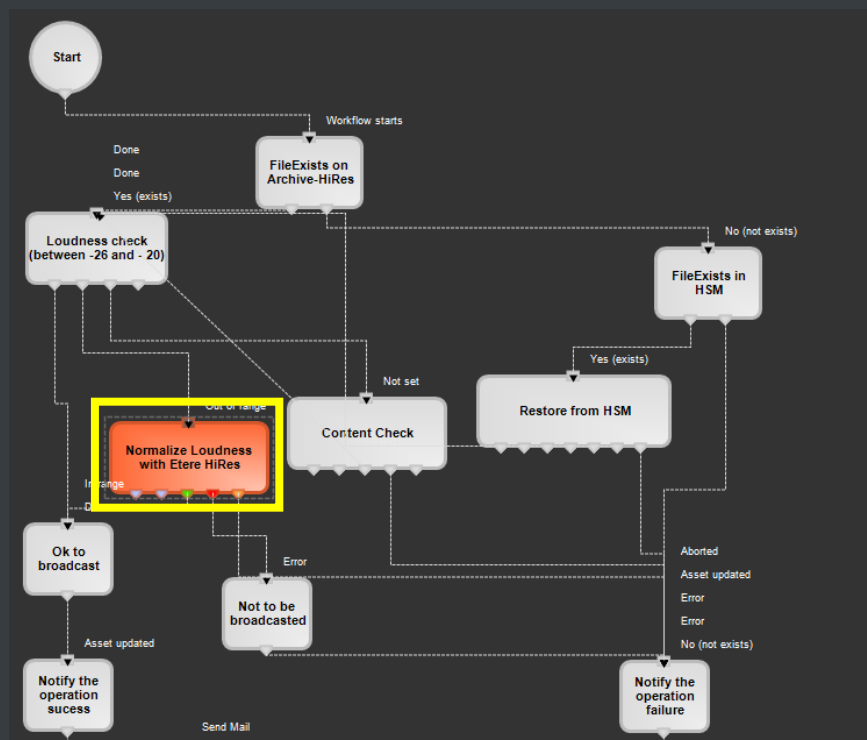 Start
Workflow starts
FileExists on
Archive-HiRes
Done
Done
Yes (exists)
Loudness check
(between -26 and - 20)
No (not exists)
FileExists in
HSM
Yes (exists)
Not set
Restore from HSM
Out of range
Content Check
Normalize Loudness
with Etere HiRes
In range
Ok to
broadcast
Error
Not to be
broadcasted
Aborted
Asset updated
Error
Error
No (not exists)
Asset updated
Notify the
operation
sucess
Notify the
operation
failure
Send Mail